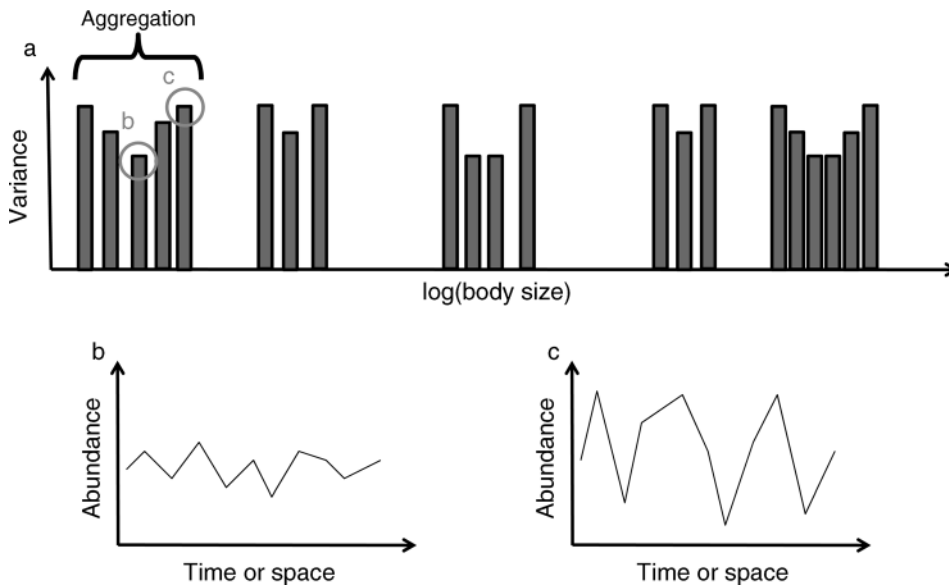 Aggregation
a
c
b
Variance
log(body size)
b
Abundance
Time or space
c
Abundance
Time or space